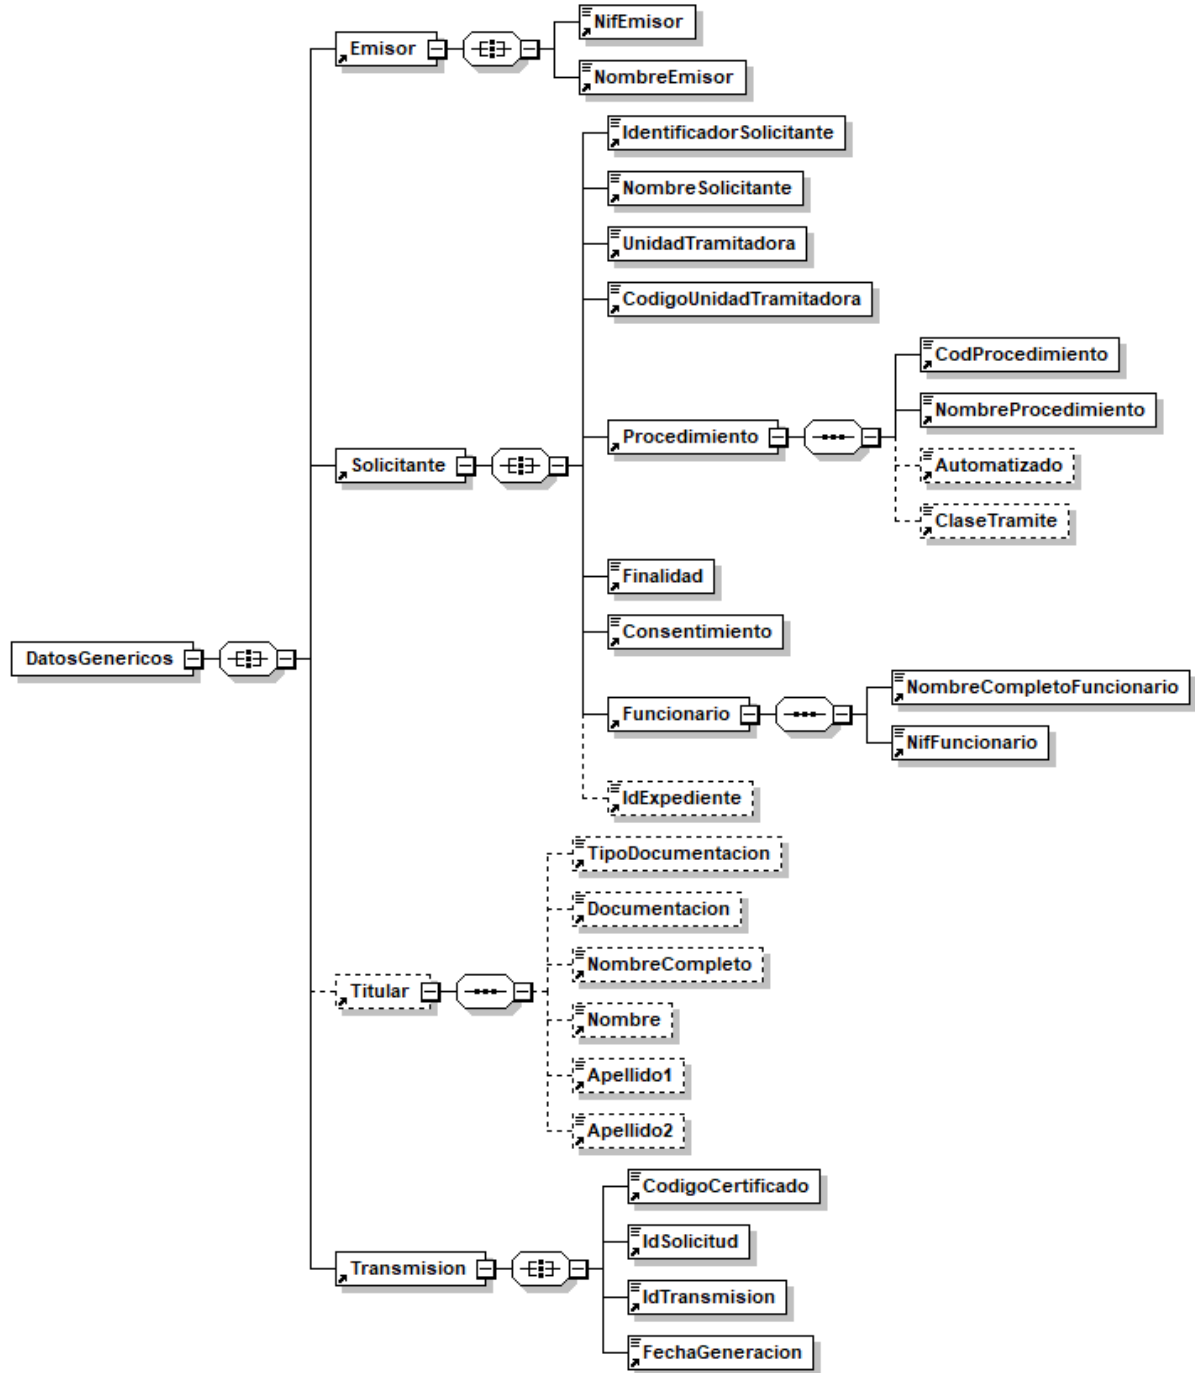 NifEmisor
Emisor
NombreEmisor
IdentificadorSolicitante
NombreSolicitante
UnidadTramitadora
CodigoUnidadTramitadora
CodProcedimiento
NombreProcedimiento
Procedimiento
Automatizado
Solicitante
ClaseTramite
Finalidad
Consentimiento
DatosGenericos
NombreCompletoFuncionario
Funcionario
NifFuncionario
IdExpediente
TipoDocumentacion
Documentacion
NombreCompleto
Titular
Nombre
Apellido1
Apellido2
CodigoCertificado
IdSolicitud
Transmision
IdTransmision
FechaGeneracion